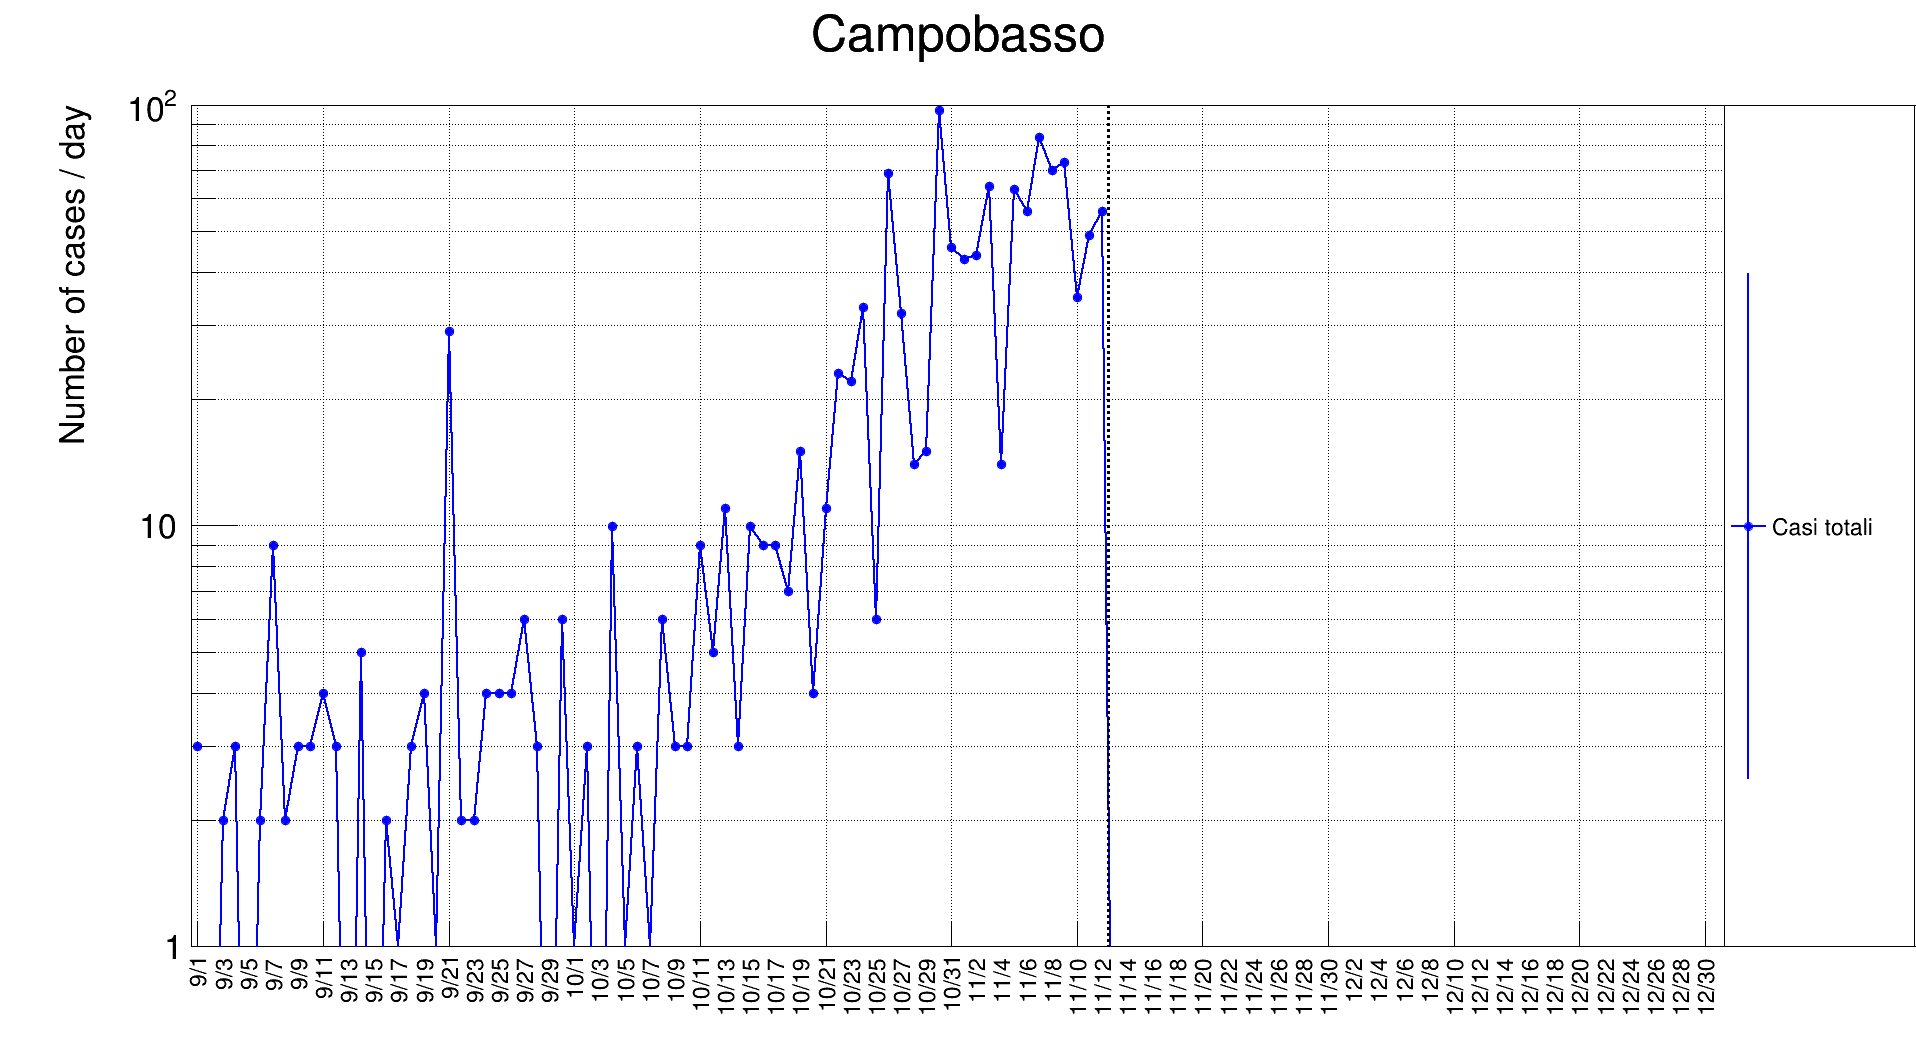 Campobasso
Number of cases / day
10²
10
1
9/1 9/3 9/5 9/7 9/9 9/11 9/13 9/15 9/17 9/19 9/21 9/23 9/25 9/27 9/29 10/1 10/3 10/5 10/7 10/9 10/11 10/13 10/15 10/17 10/19 10/21 10/23 10/25 10/27 10/29 10/31 11/2 11/4 11/6 11/8 11/10 11/12 11/14 11/16 11/18 11/20 11/22 11/24 11/26 11/28 11/30 12/2 12/4 12/6 12/8 12/10 12/12 12/14 12/16 12/18 12/20 12/22 12/24 12/26 12/28 12/30
Casi totali